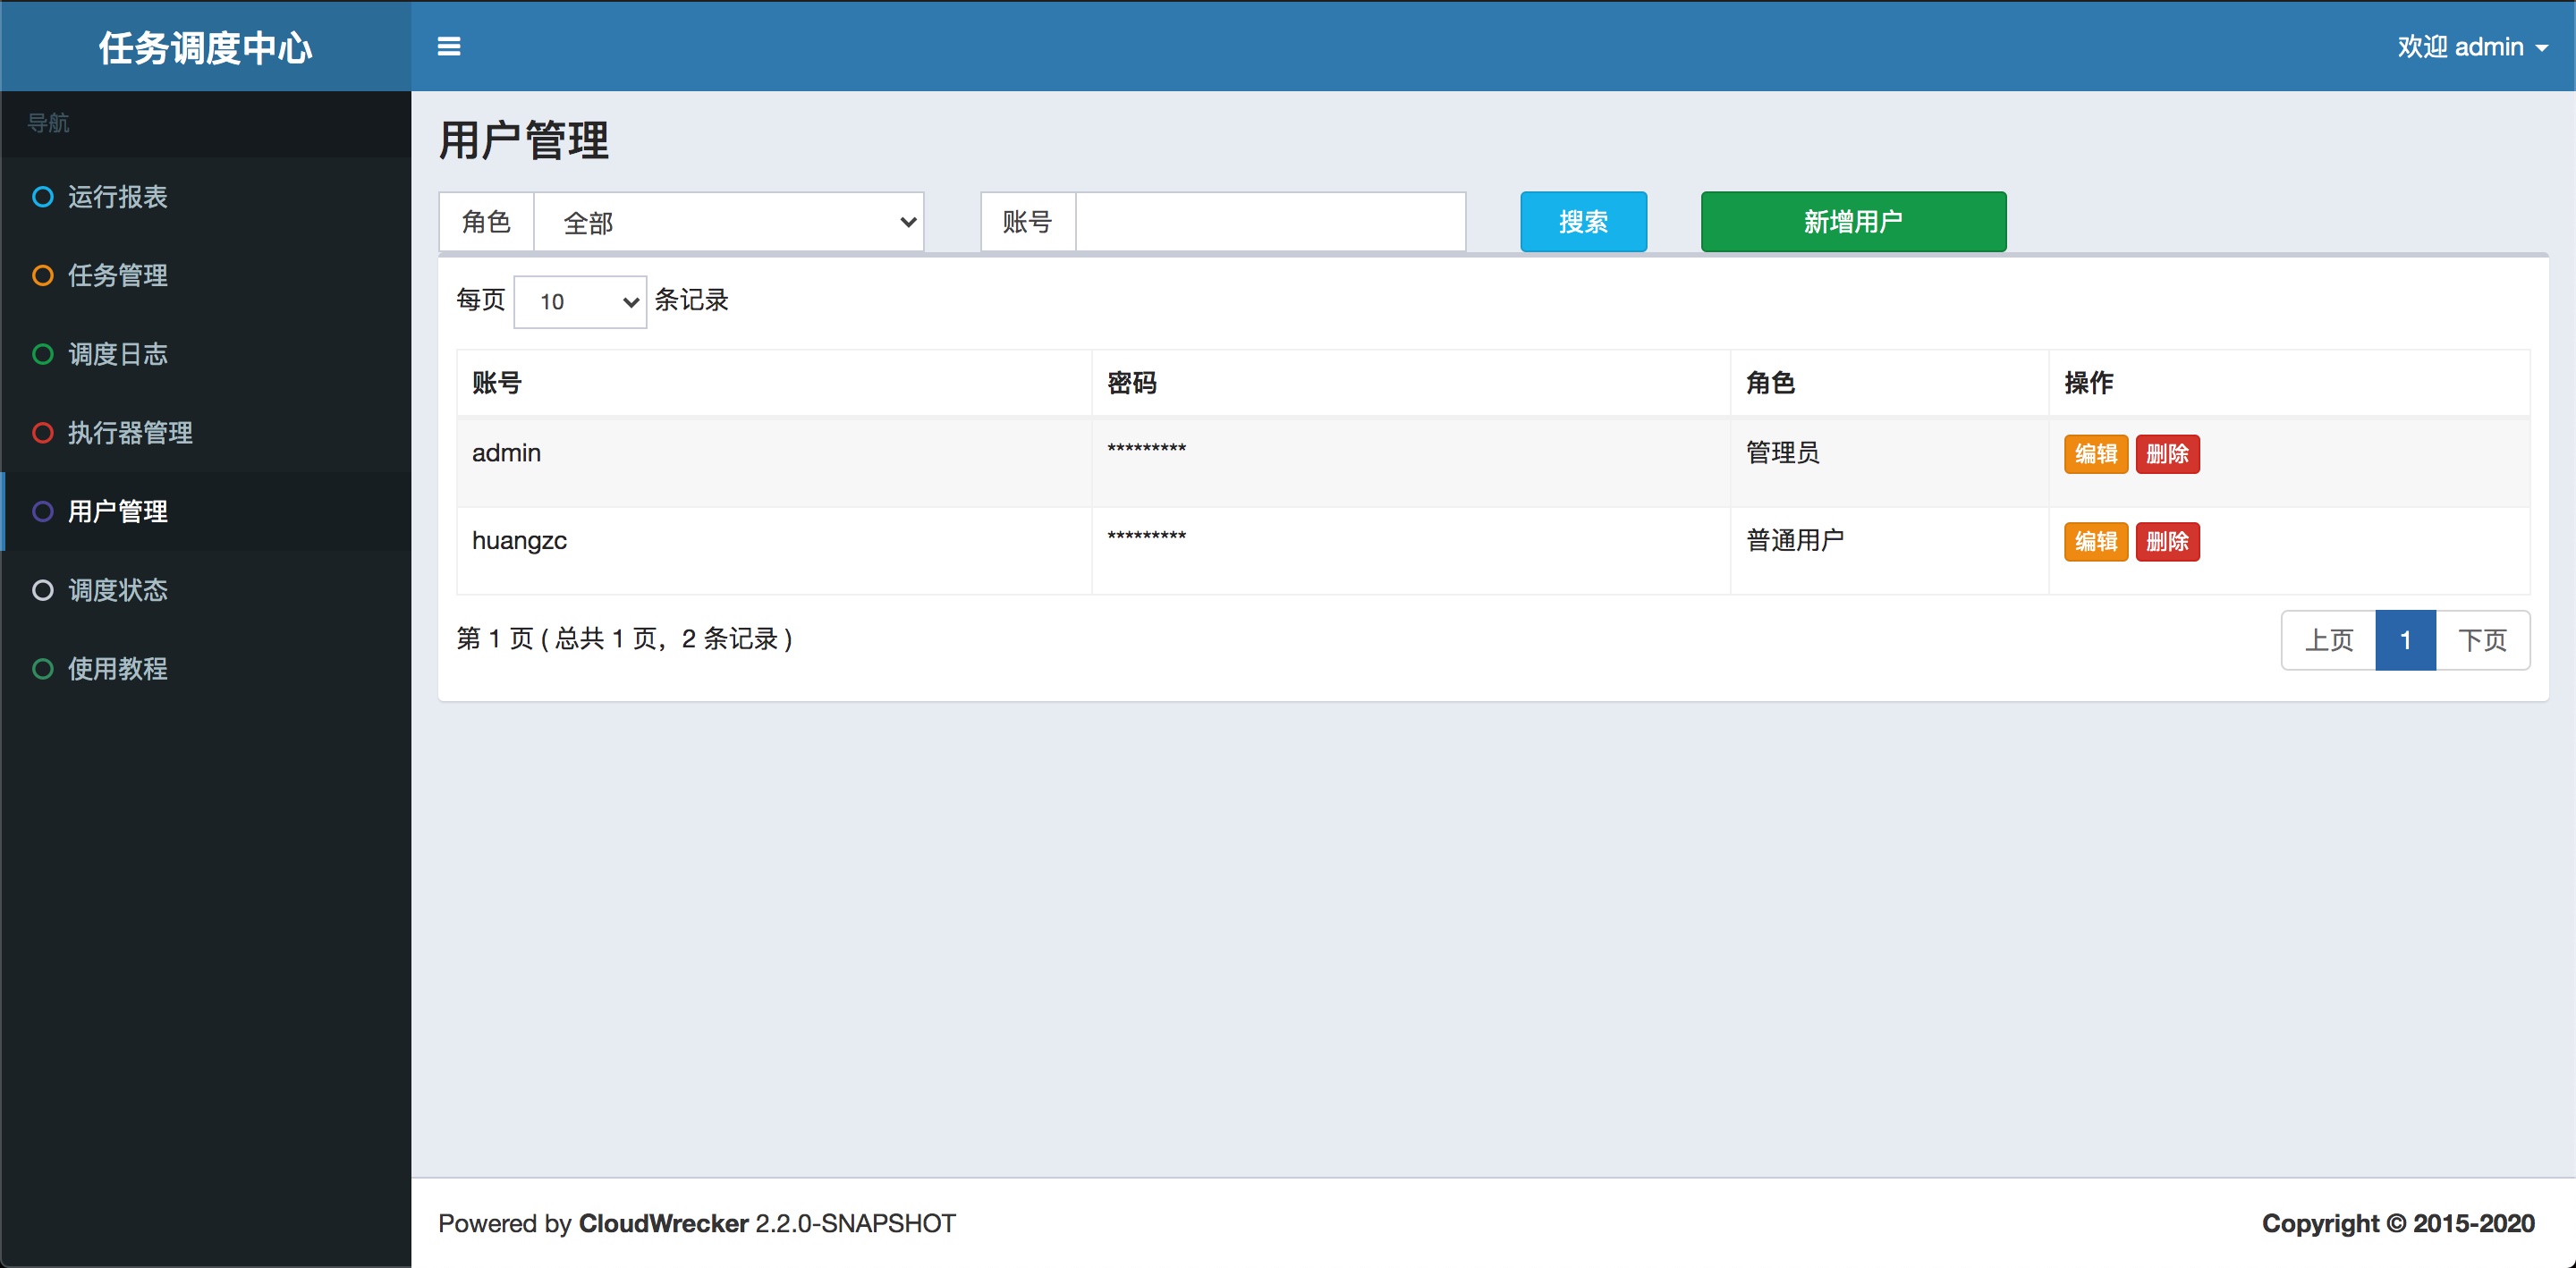 任务调度中心
欢迎 admin
导航
运行报表
任务管理
调度日志
执行器管理
用户管理
调度状态
使用教程
用户管理
角色 全部 账号 搜索 新增用户
每页 10 条记录
账号 密码 角色 操作
admin ********* 管理员 编辑 删除
huangzc ********* 普通用户 编辑 删除
第 1 页 ( 总共 1 页，2 条记录 ) 上页 1 下页
Powered by CloudWrecker 2.2.0-SNAPSHOT Copyright © 2015-2020